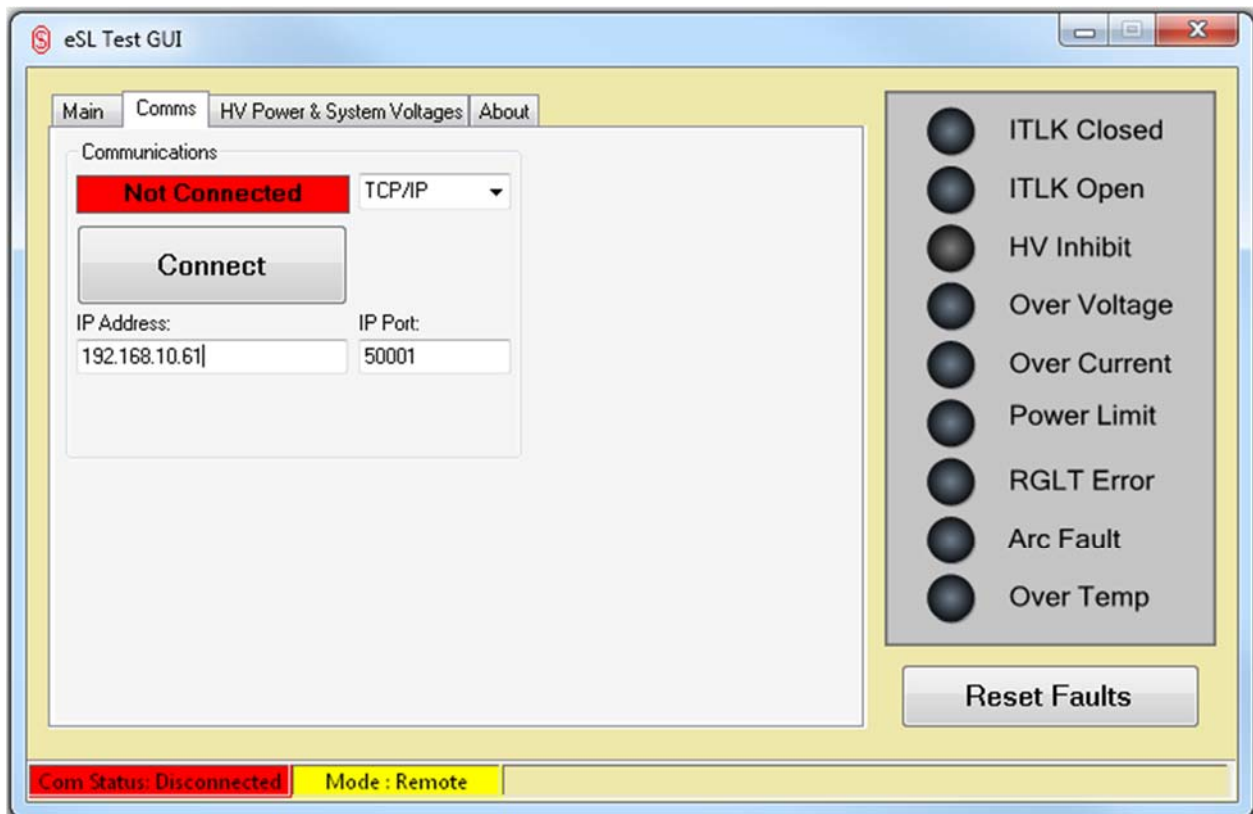 eSL Test GUI
Main Comms HV Power & System Voltages About
Communications
Not Connected TCP/IP
Connect
IP Address: IP Port:
192.168.10.61 50001
ITLK Closed
ITLK Open
HV Inhibit
Over Voltage
Over Current
Power Limit
RGLT Error
Arc Fault
Over Temp
Reset Faults
Com Status: Disconnected Mode : Remote